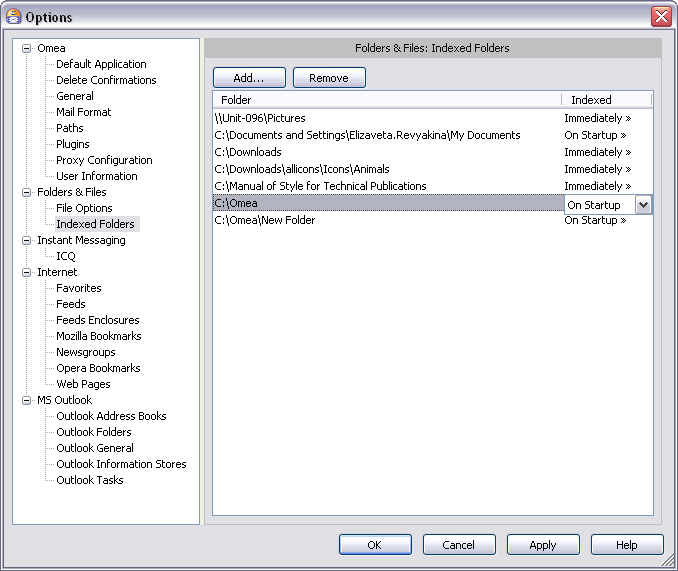 Options
Omea
Default Application
Delete Confirmations
General
Mail Format
Paths
Plugins
Proxy Configuration
User Information
Folders & Files
File Options
Indexed Folders
Instant Messaging
ICQ
Internet
Favorites
Feeds
Feeds Enclosures
Mozilla Bookmarks
Newsgroups
Opera Bookmarks
Web Pages
MS Outlook
Outlook Address Books
Outlook Folders
Outlook General
Outlook Information Stores
Outlook Tasks
Folders & Files: Indexed Folders
Add... Remove
Folder Indexed
\\Unit-096\Pictures Immediately »
C:\Documents and Settings\Elizaveta.Revyakina\My Documents On Startup »
C:\Downloads Immediately »
C:\Downloads\allicons\Icons\Animals Immediately »
C:\Manual of Style for Technical Publications Immediately »
C:\Omea On Startup
C:\Omea\New Folder On Startup »
OK Cancel Apply Help